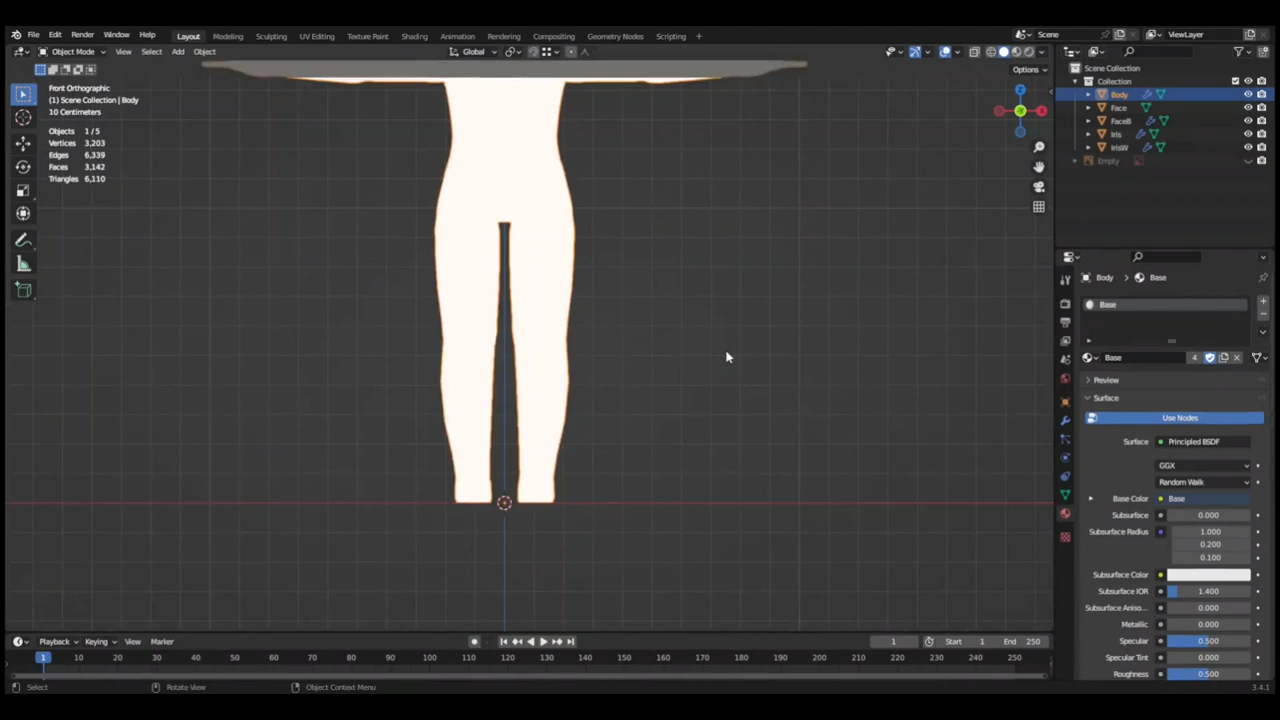 File Edit Render Window Help Layout Modeling Sculpting UV Editing Texture Paint Shading Animation Rendering Compositing Geometry Nodes Scripting + Scene ViewLayer
Object Mode View Select Add Object Global
Options
Front Orthographic
(1) Scene Collection | Body
10 Centimeters
Objects 1 / 5
Vertices 3,203
Edges 6,339
Faces 3,142
Triangles 6,110
Z
X
Y
Scene Collection
Collection
Body
Face
FaceB
Iris
IrisW
Empty
Body > Base
Base
Base 4
Preview
Surface
Use Nodes
Surface Principled BSDF
GGX
Random Walk
Base Color Base
Subsurface 0.000
Subsurface Radius 1.000
0.200
0.100
Subsurface Color
Subsurface IOR 1.400
Subsurface Aniso... 0.000
Metallic 0.000
Specular 0.500
Specular Tint 0.000
Roughness 0.500
Playback Keying View Marker 1 Start 1 End 250
1 10 20 30 40 50 60 70 80 90 100 110 120 130 140 150 160 170 180 190 200 210 220 230 240 250
Select Rotate View Object Context Menu 3.4.1